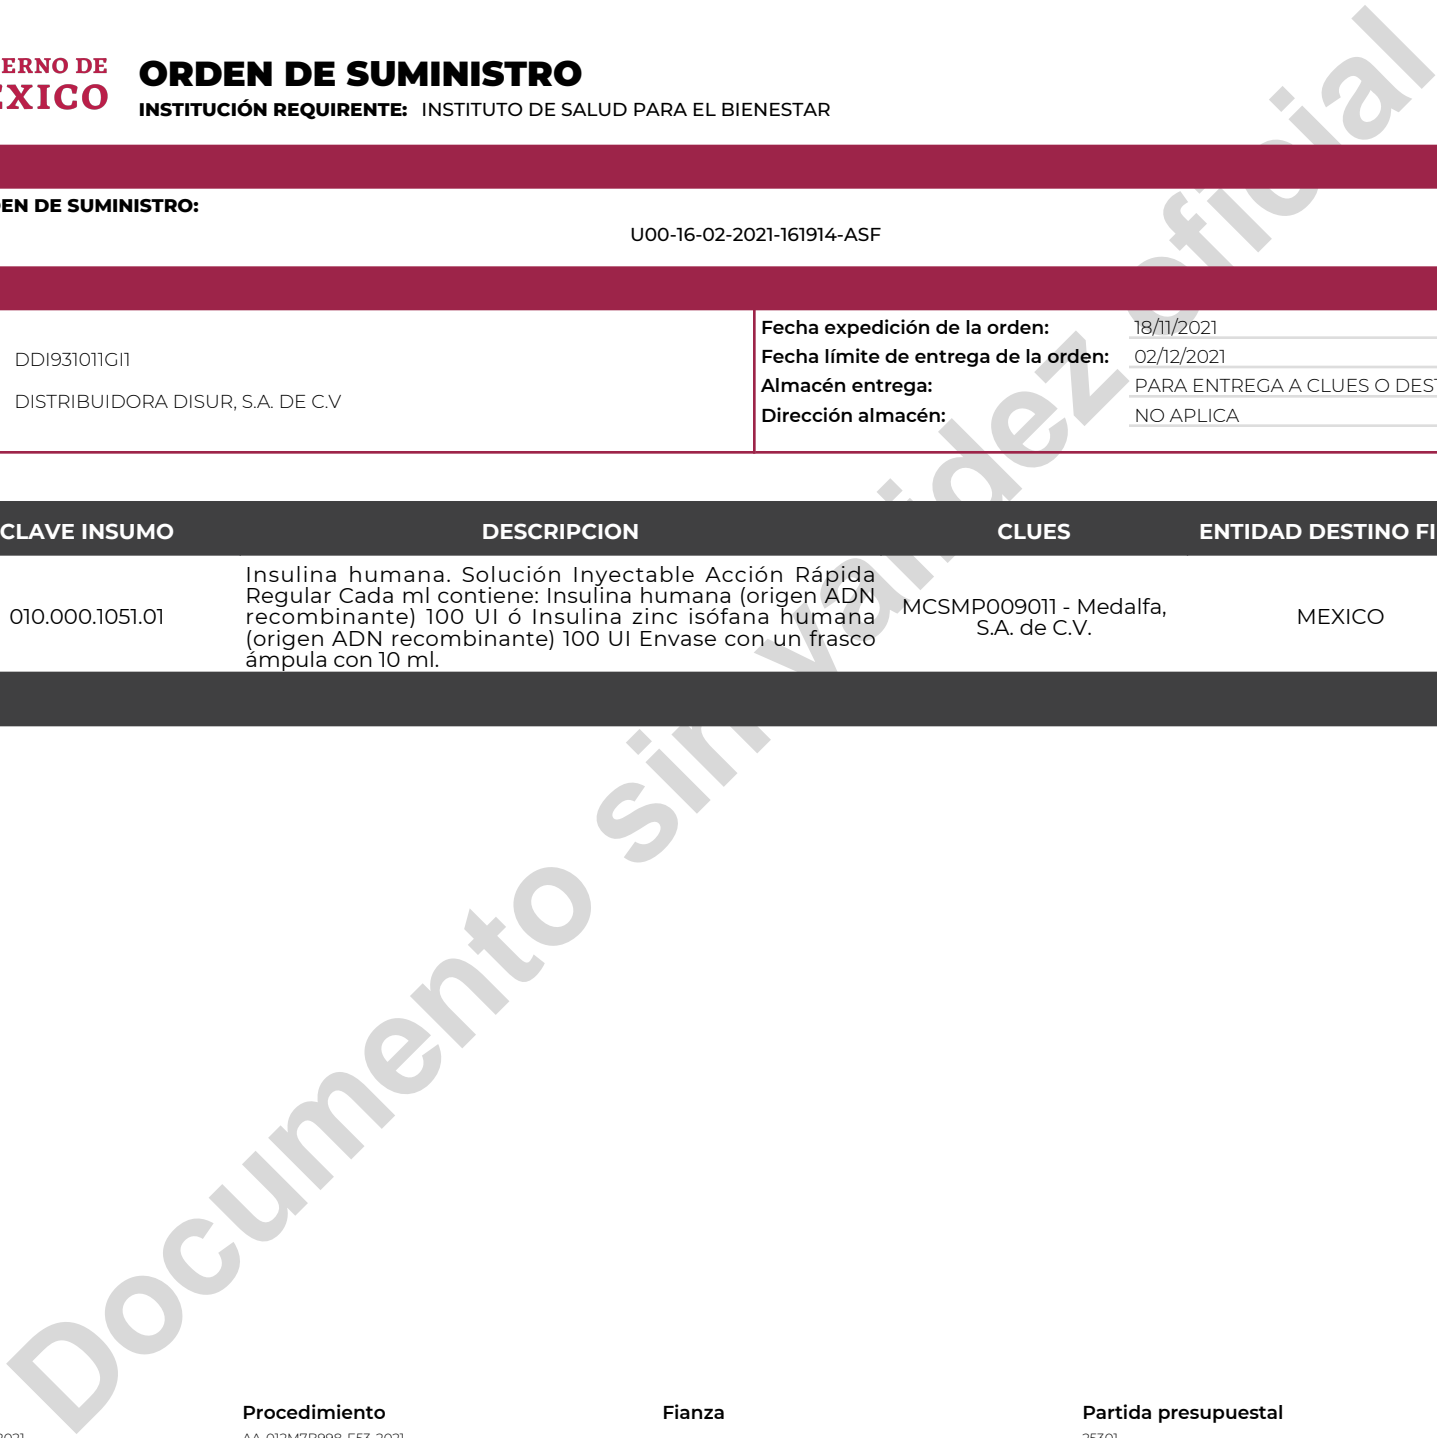 ERNO DE
EXICO
ORDEN DE SUMINISTRO
INSTITUCIÓN REQUIRENTE: INSTITUTO DE SALUD PARA EL BIENESTAR
EN DE SUMINISTRO:
U00-16-02-2021-161914-ASF
DDI931011GI1
DISTRIBUIDORA DISUR, S.A. DE C.V
Fecha expedición de la orden: 18/11/2021
Fecha límite de entrega de la orden: 02/12/2021
Almacén entrega: PARA ENTREGA A CLUES O DEST
Dirección almacén: NO APLICA
CLAVE INSUMO DESCRIPCION CLUES ENTIDAD DESTINO FI
010.000.1051.01
Insulina humana. Solución Inyectable Acción Rápida
Regular Cada ml contiene: Insulina humana (origen ADN
recombinante) 100 UI ó Insulina zinc isófana humana
(origen ADN recombinante) 100 UI Envase con un frasco
ámpula con 10 ml.
MCSMP009011 - Medalfa,
S.A. de C.V.
MEXICO
Documento sin validez oficial
Procedimiento Fianza Partida presupuestal